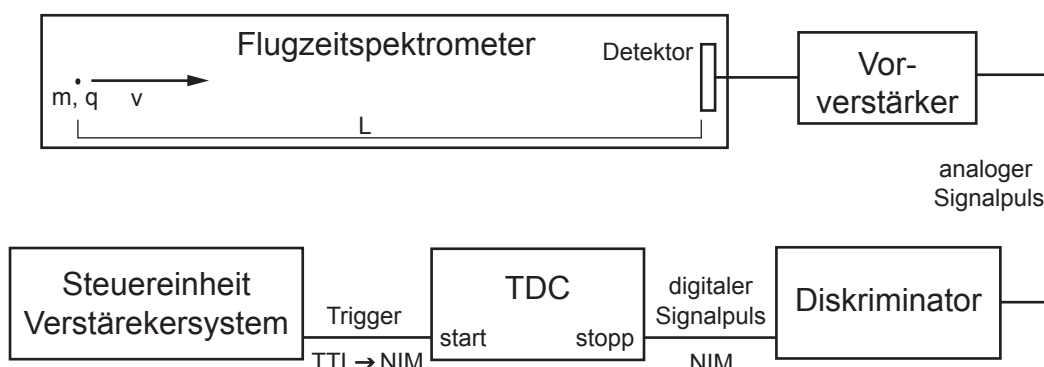 Flugzeitspektrometer
Detektor
m, q
v
L
Vor-
verstärker
analoger
Signalpuls
Steuereinheit
Verstärekersystem
Trigger
TTL → NIM
TDC
start
stopp
digitaler
Signalpuls
NIM
Diskriminator